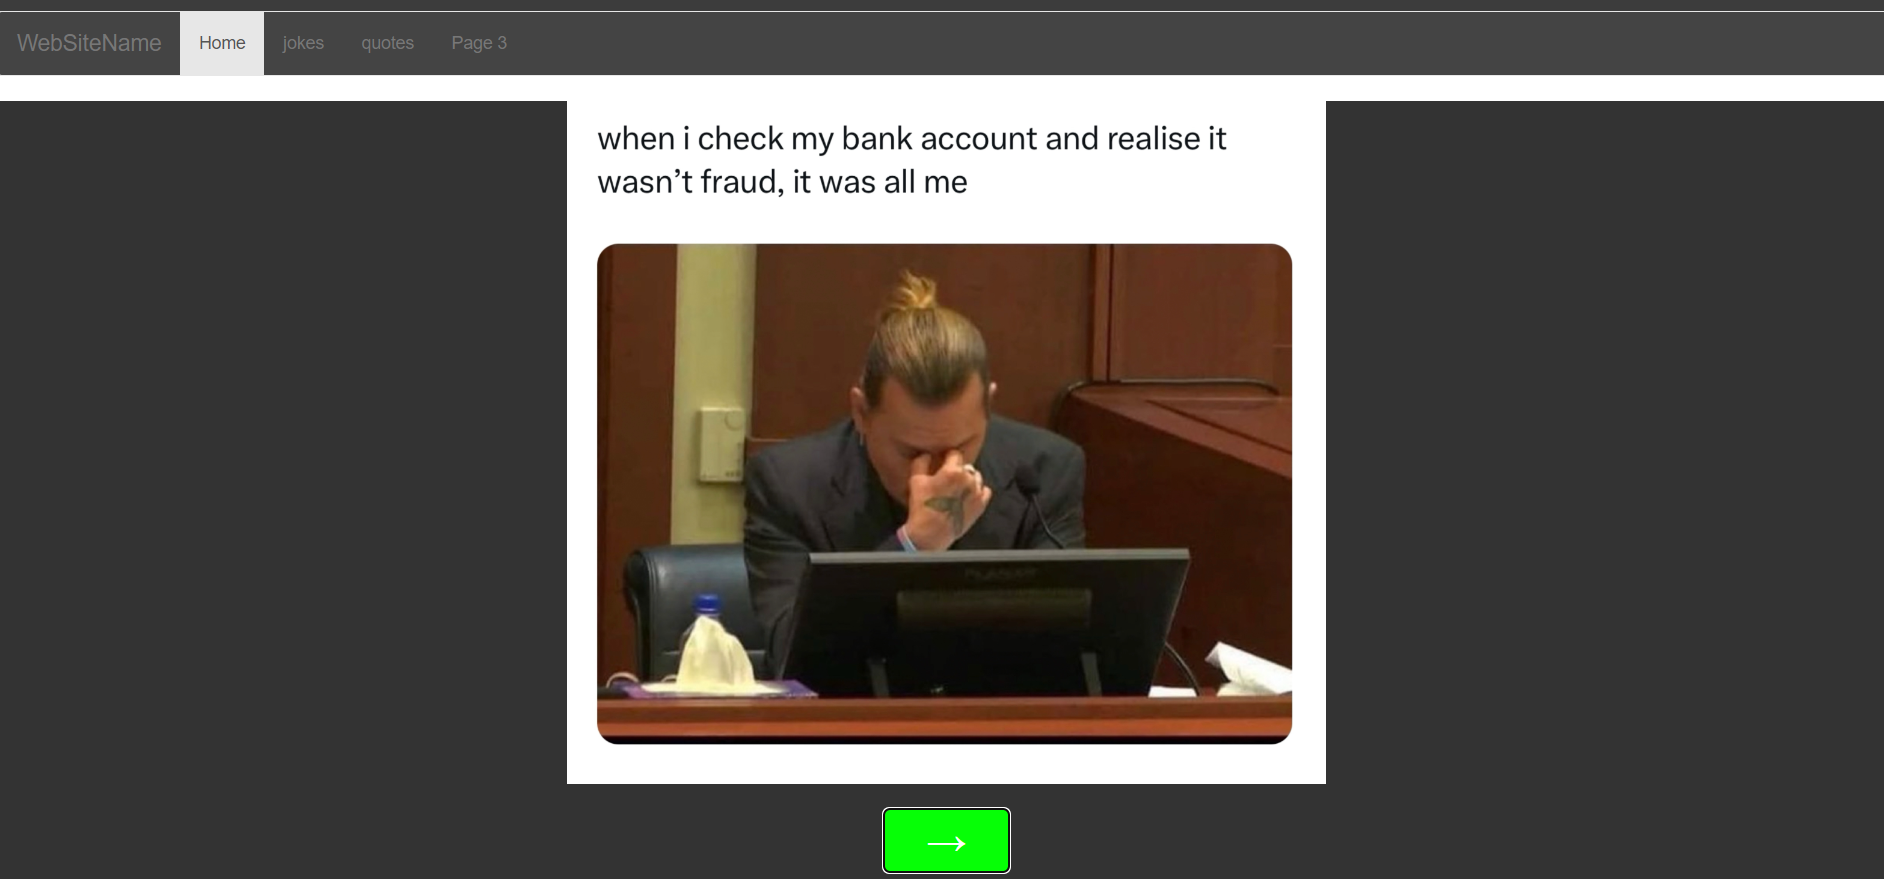 WebSiteName Home jokes quotes Page 3
when i check my bank account and realise it
wasn’t fraud, it was all me
→